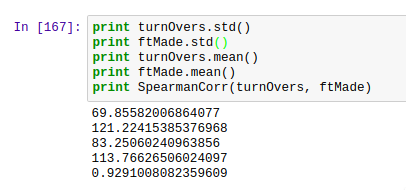 In [167]:
print turnOvers.std()
print ftMade.std()
print turnOvers.mean()
print ftMade.mean()
print SpearmanCorr(turnOvers, ftMade)
69.85582006864077
121.22415385376968
83.25060240963856
113.76626506024097
0.9291008082359609